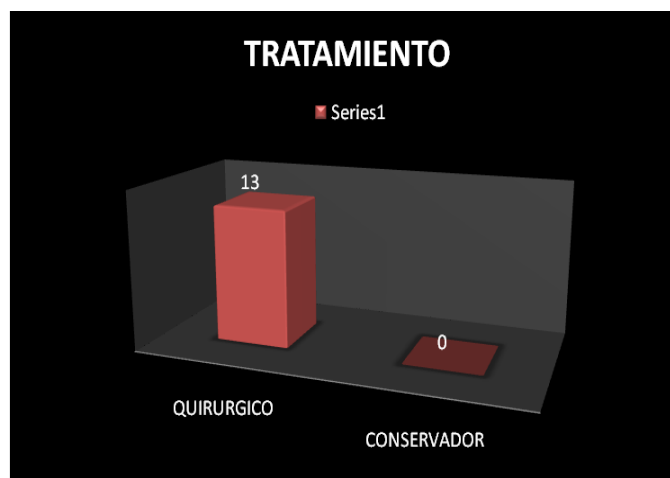 TRATAMIENTO
Series1
13
0
QUIRURGICO
CONSERVADOR